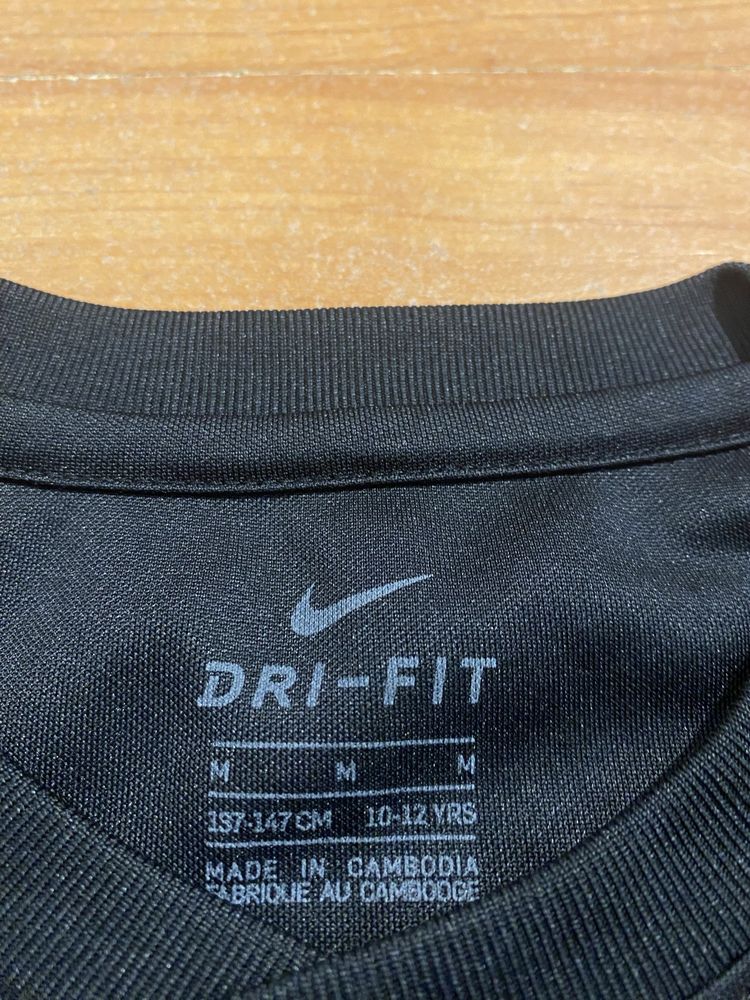 DRI-FIT
M M M
137-147 CM 10-12 YRS
MADE IN CAMBODIA
FABRIQUE AU CAMBODGE